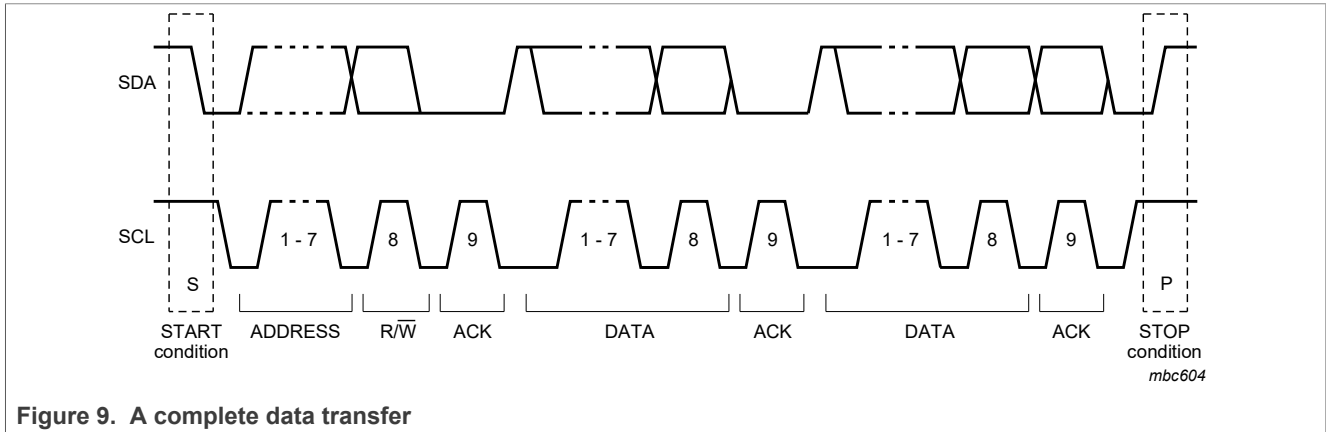 SDA
SCL
1 - 7 8 9 1 - 7 8 9 1 - 7 8 9
S P
START condition ADDRESS R/W̅ ACK DATA ACK DATA ACK STOP condition
mbc604
Figure 9. A complete data transfer